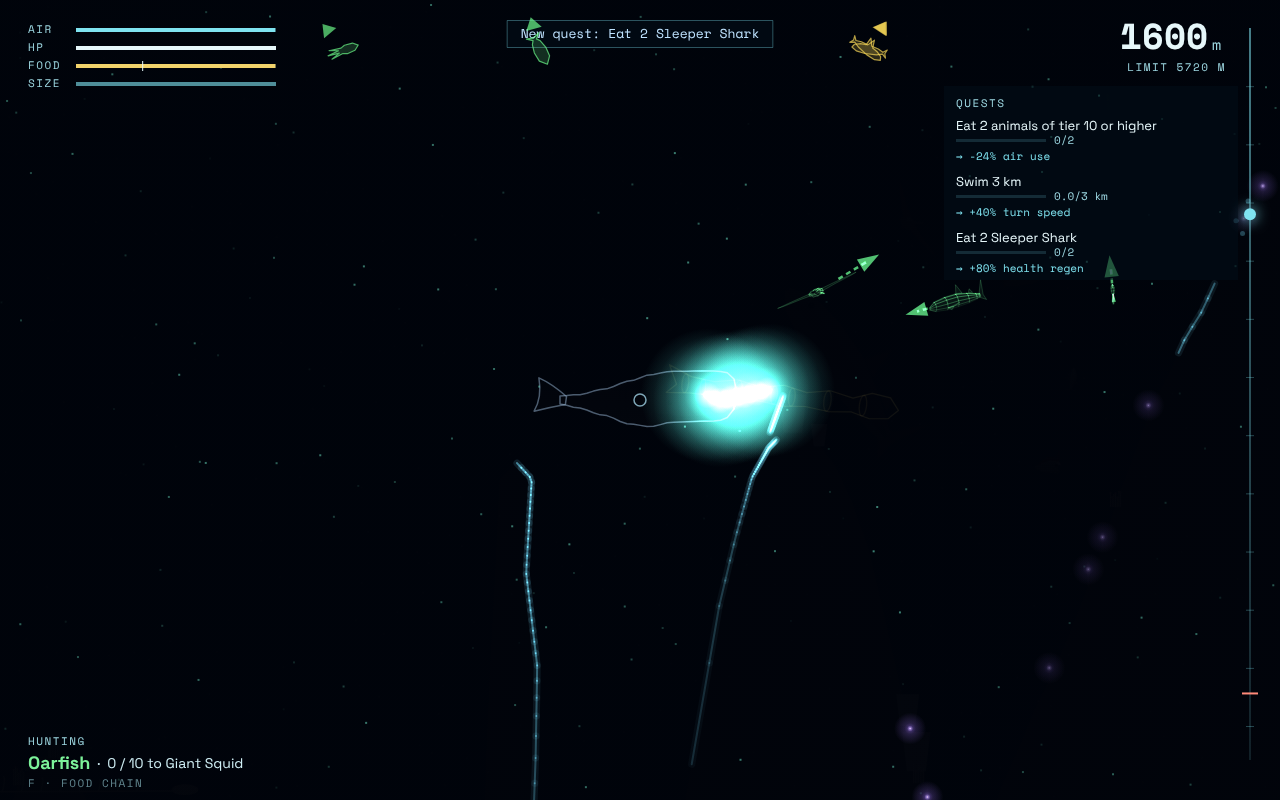 AIR
HP
FOOD
SIZE
New quest: Eat 2 Sleeper Shark
1600 m
LIMIT 5720 M
QUESTS
Eat 2 animals of tier 10 or higher
0/2
→ -24% air use
Swim 3 km
0.0/3 km
→ +40% turn speed
Eat 2 Sleeper Shark
0/2
→ +80% health regen
HUNTING
Oarfish · 0 / 10 to Giant Squid
F · FOOD CHAIN